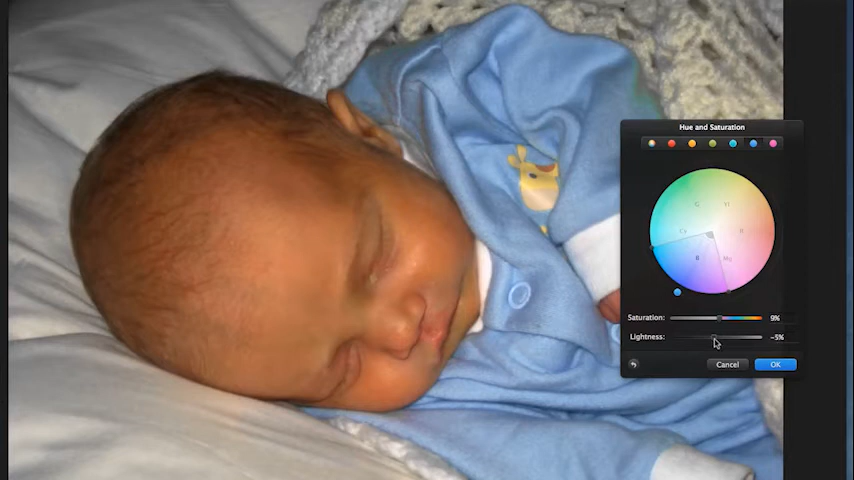 Hue and Saturation
G
Yl
Cy
R
B
Mg
Saturation: 9%
Lightness: -5%
Cancel
OK